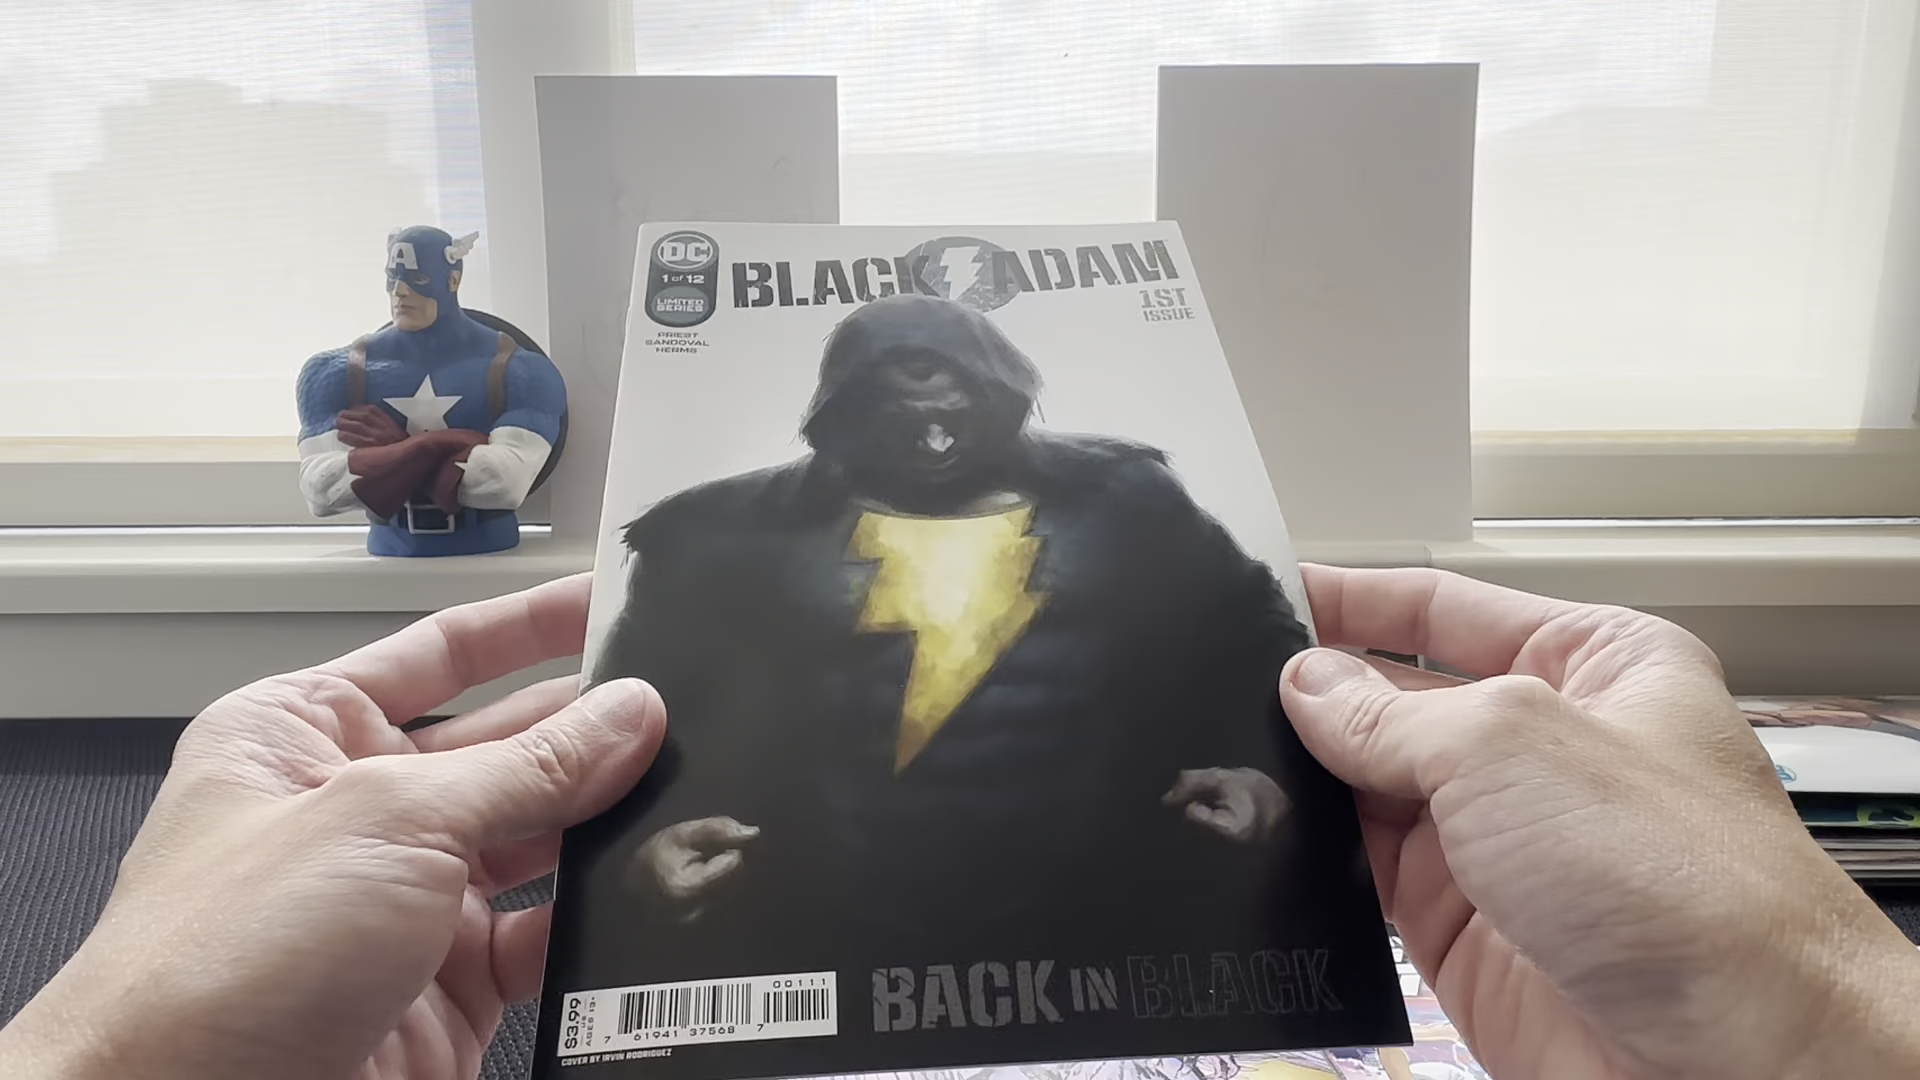 A
DC
1 of 12
LIMITED
SERIES
PRIEST
SANDOVAL
HERMS
BLACK ADAM
1ST
ISSUE
BACK IN BLACK
$3.99
US
AGES 13+
00111
7 61941 37568 7
COVER BY IRVIN RODRIGUEZ